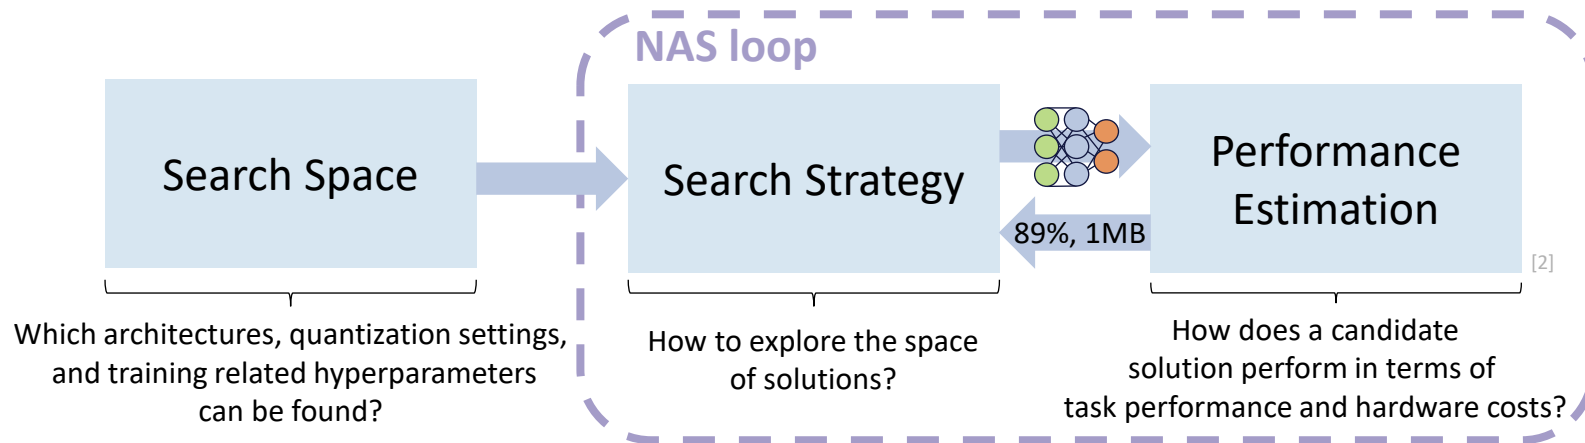 NAS loop
Search Space
Search Strategy
Performance
Estimation
89%, 1MB
[2]
Which architectures, quantization settings,
and training related hyperparameters
can be found?
How to explore the space
of solutions?
How does a candidate
solution perform in terms of
task performance and hardware costs?